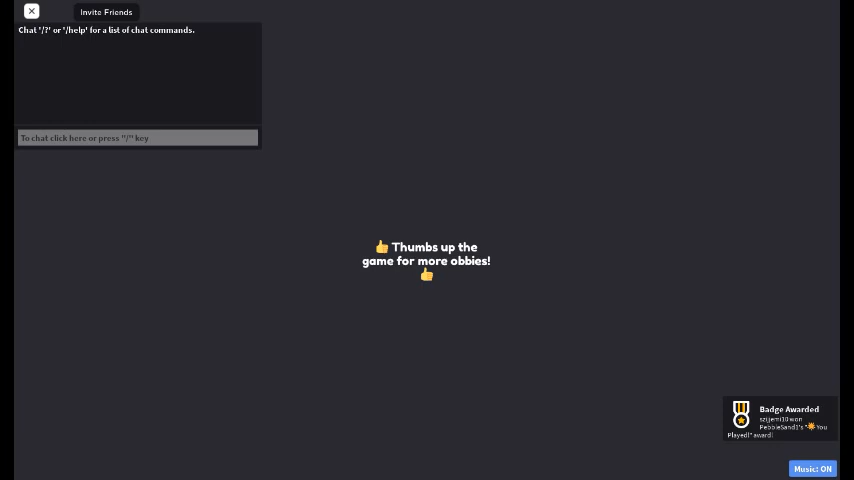 Invite Friends
Chat '/?' or '/help' for a list of chat commands.
To chat click here or press "/" key
👍 Thumbs up the
game for more obbies!
👍
Badge Awarded
szijemi10 won
PebbleSand1's "☀️ You
Played!" award!
Music: ON